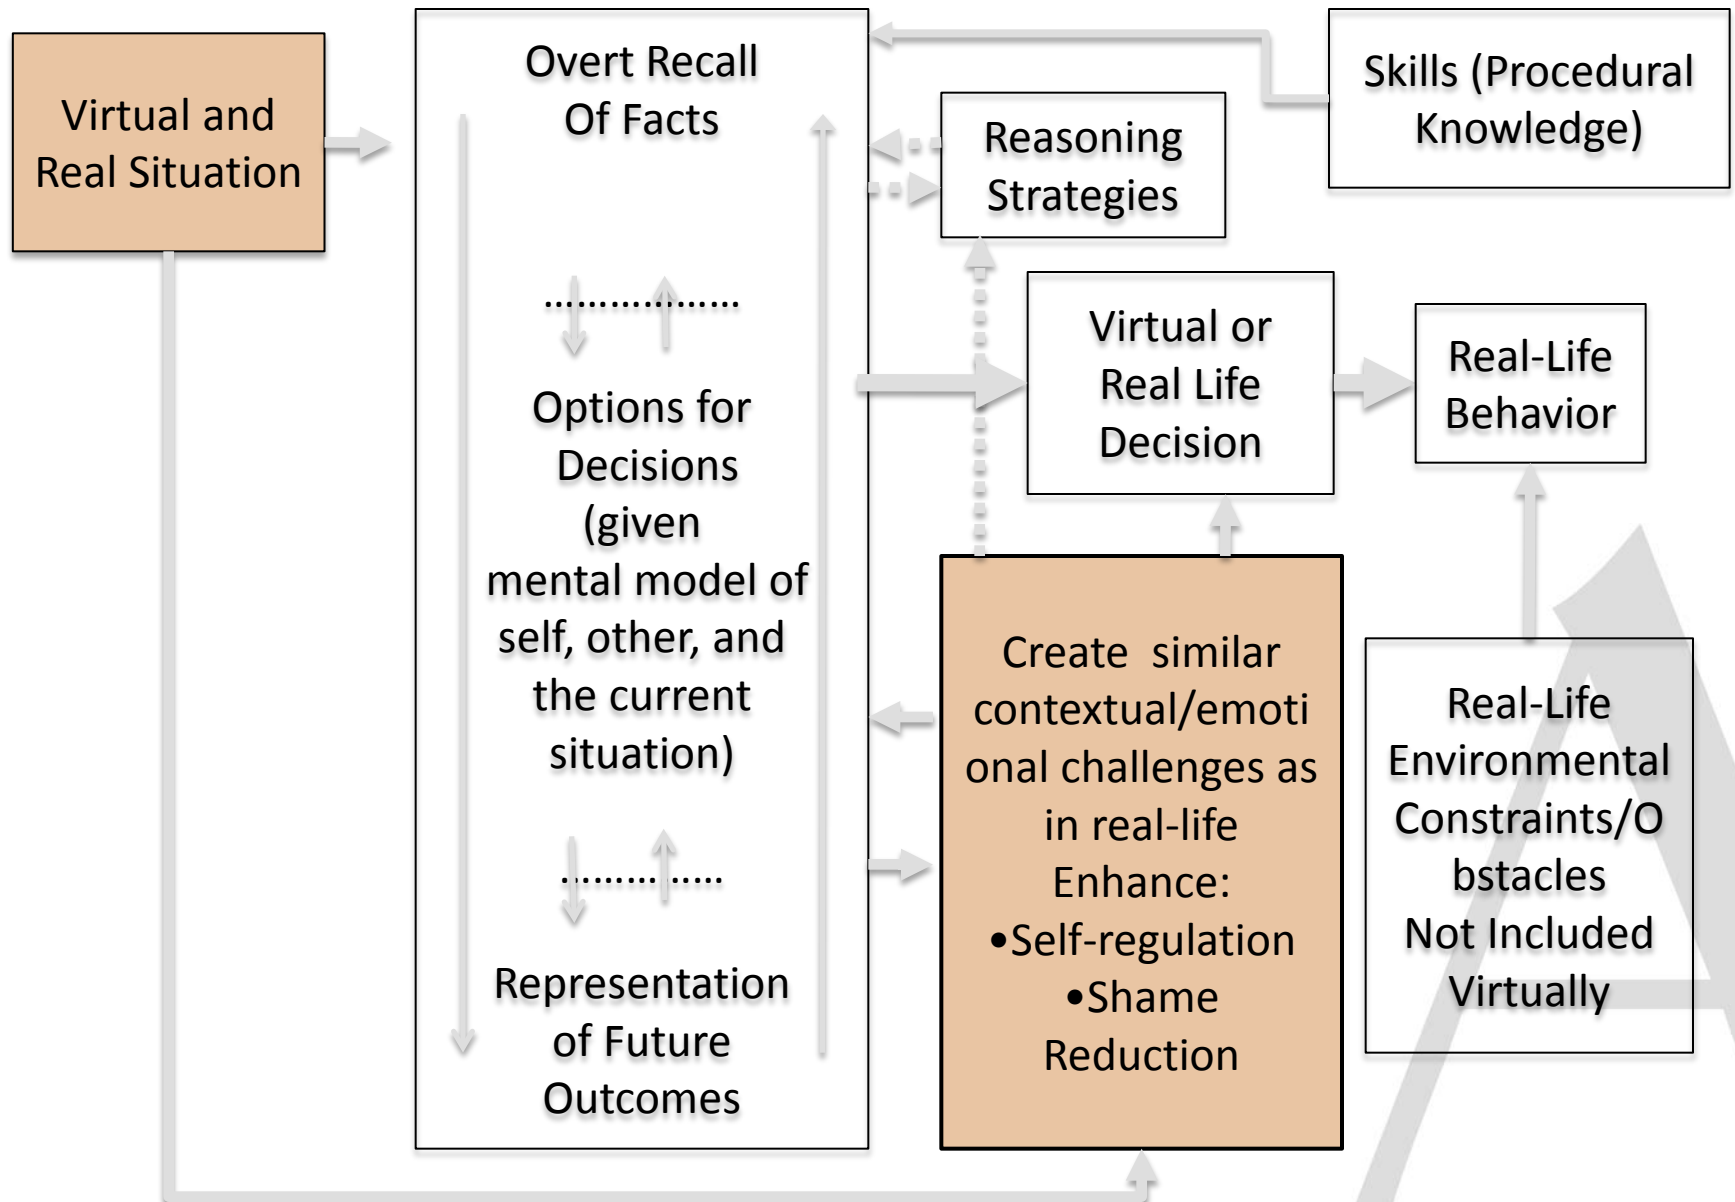 Virtual and
Real Situation
Overt Recall
Of Facts
………………
Options for
Decisions
(given
mental model of
self, other, and
the current
situation)
……………
Representation
of Future
Outcomes
Reasoning
Strategies
Skills (Procedural
Knowledge)
Virtual or
Real Life
Decision
Real-Life
Behavior
Create  similar
contextual/emoti
onal challenges as
in real-life
Enhance:
•Self-regulation
•Shame
Reduction
Real-Life
Environmental
Constraints/O
bstacles
Not Included
Virtually